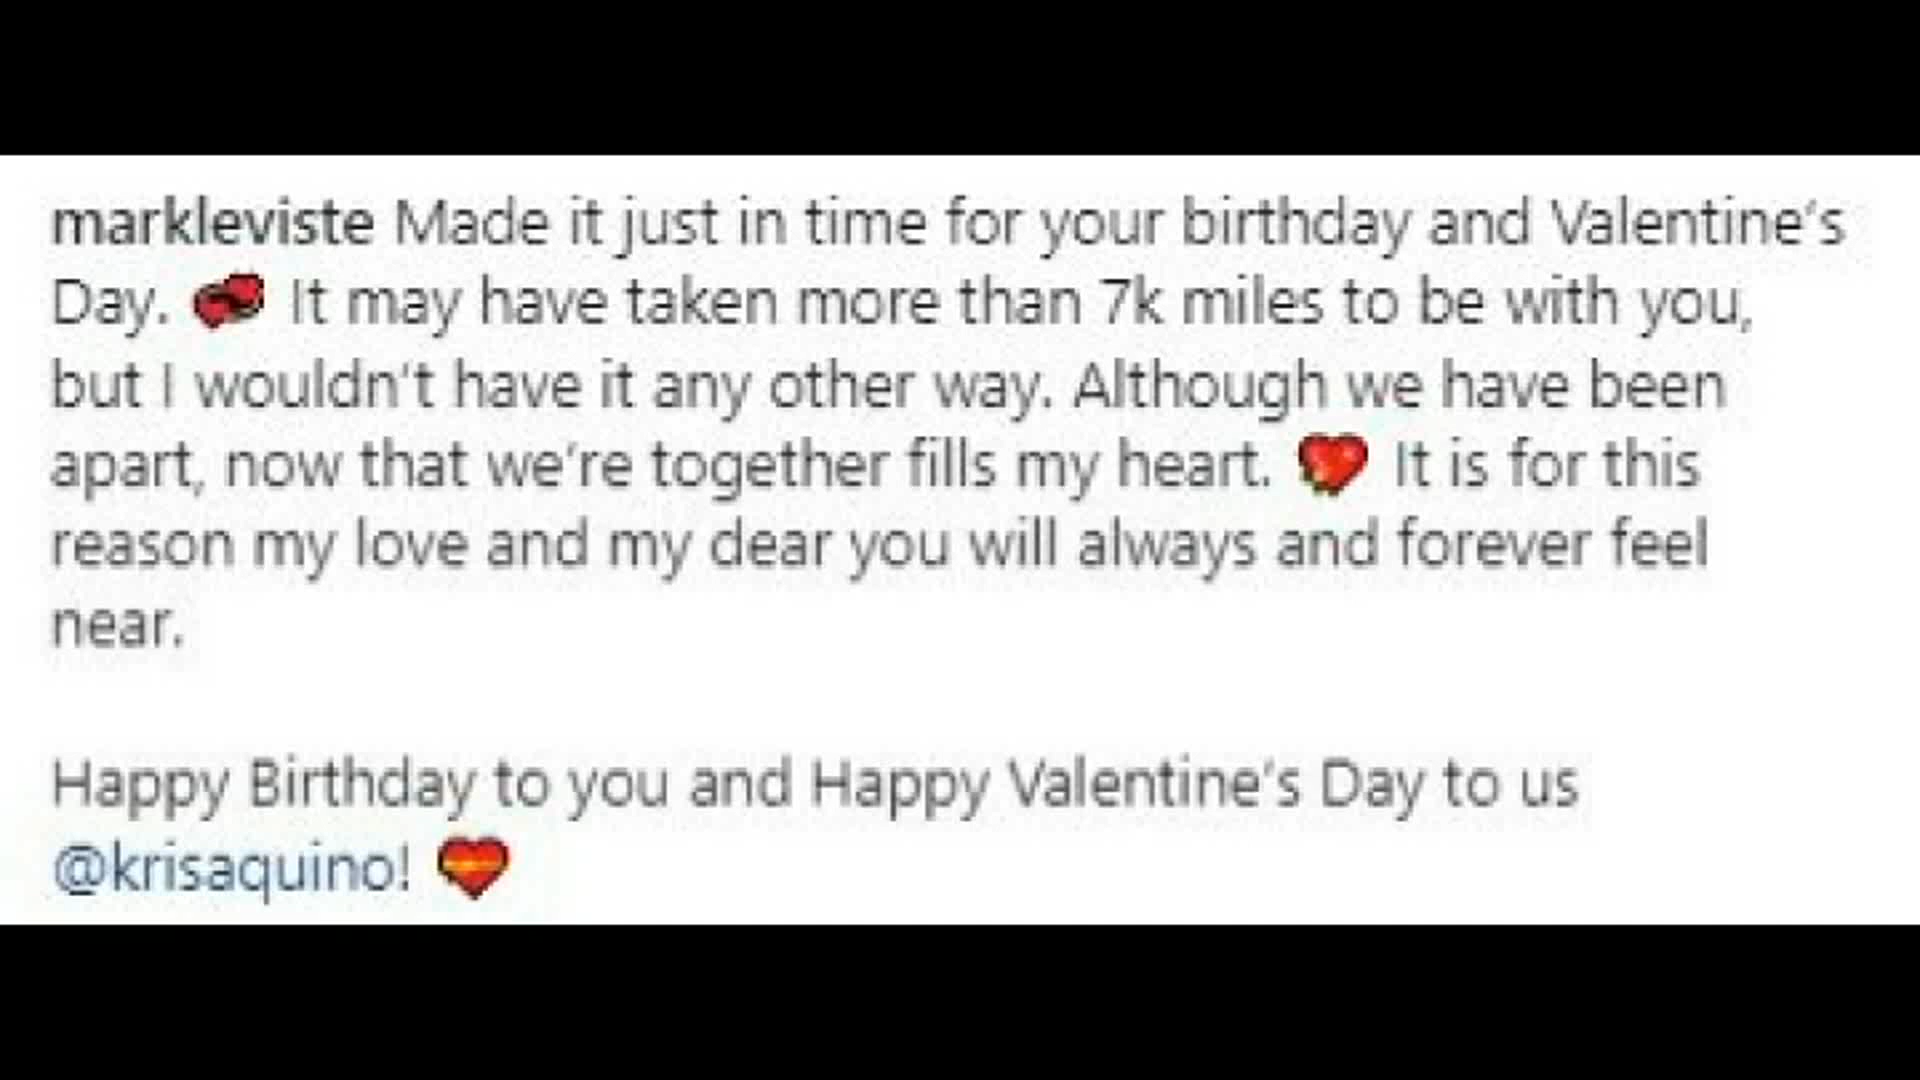 markleviste Made it just in time for your birthday and Valentine's
Day. 💕 It may have taken more than 7k miles to be with you,
but I wouldn't have it any other way. Although we have been
apart, now that we're together fills my heart. 💖 It is for this
reason my love and my dear you will always and forever feel
near.
Happy Birthday to you and Happy Valentine's Day to us
@krisaquino! 💝